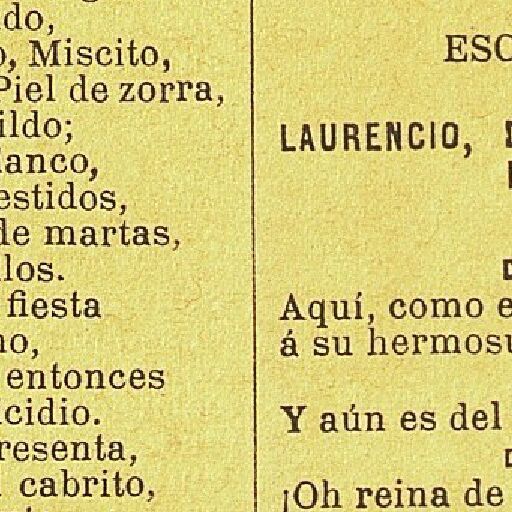 do,
o, Miscito,
Piel de zorra,
ildo;
lanco,
estidos,
de martas,
los.
fiesta
no,
entonces
cidio.
resenta,
cabrito,
ESC
LAURENCIO,
Aquí, como e
á su hermosu
Y aún es del
¡Oh reina de